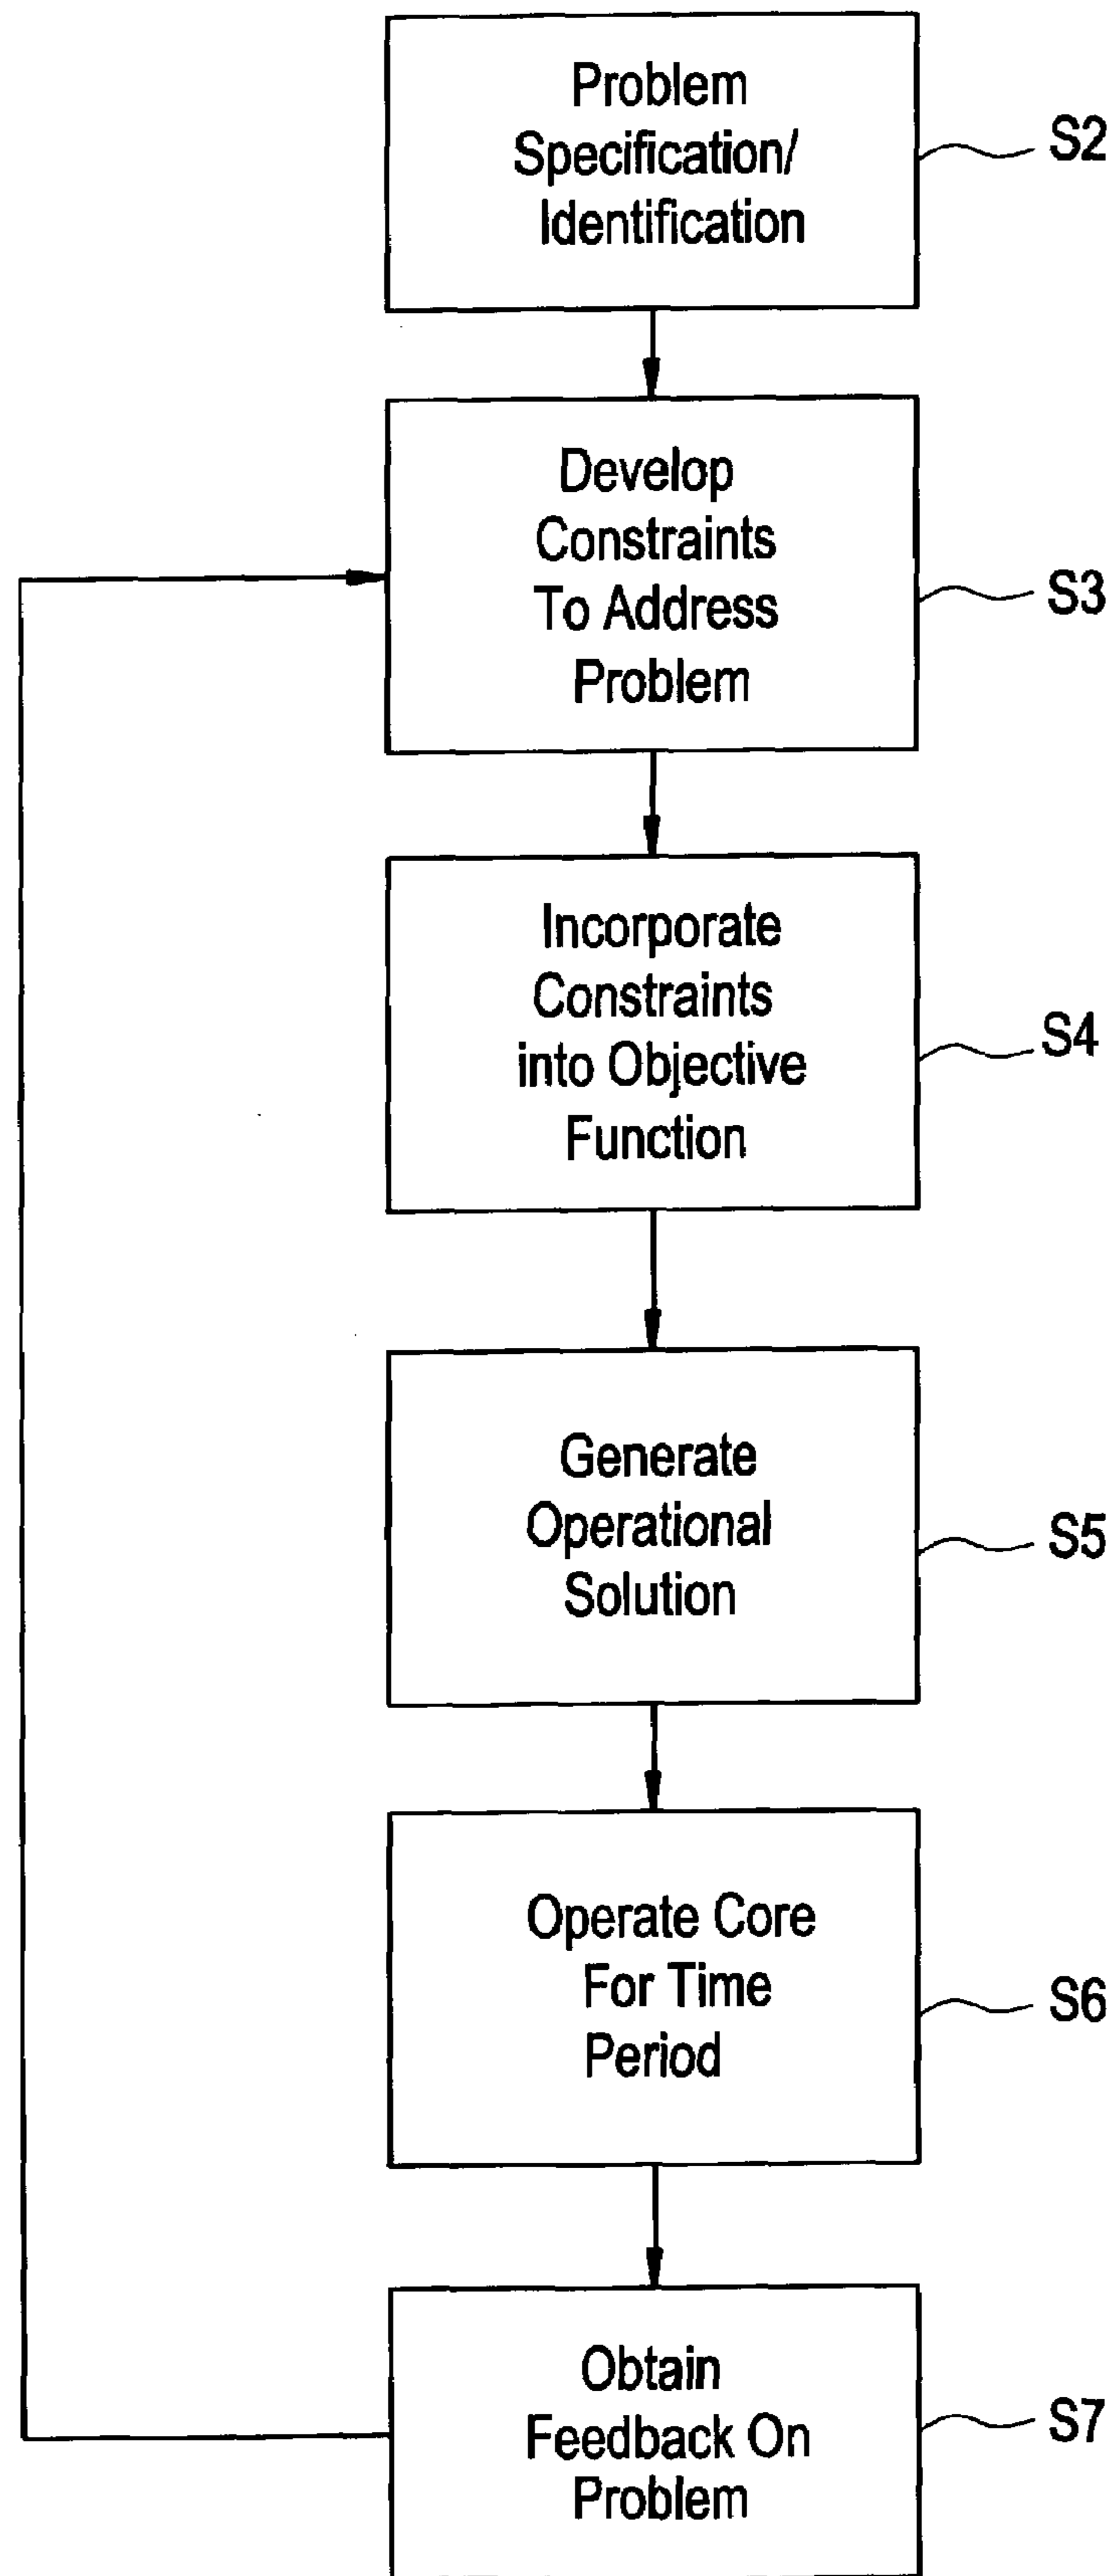 Problem
Specification/
Identification
S2
Develop
Constraints
To Address
Problem
S3
Incorporate
Constraints
into Objective
Function
S4
Generate
Operational
Solution
S5
Operate Core
For Time
Period
S6
Obtain
Feedback On
Problem
S7